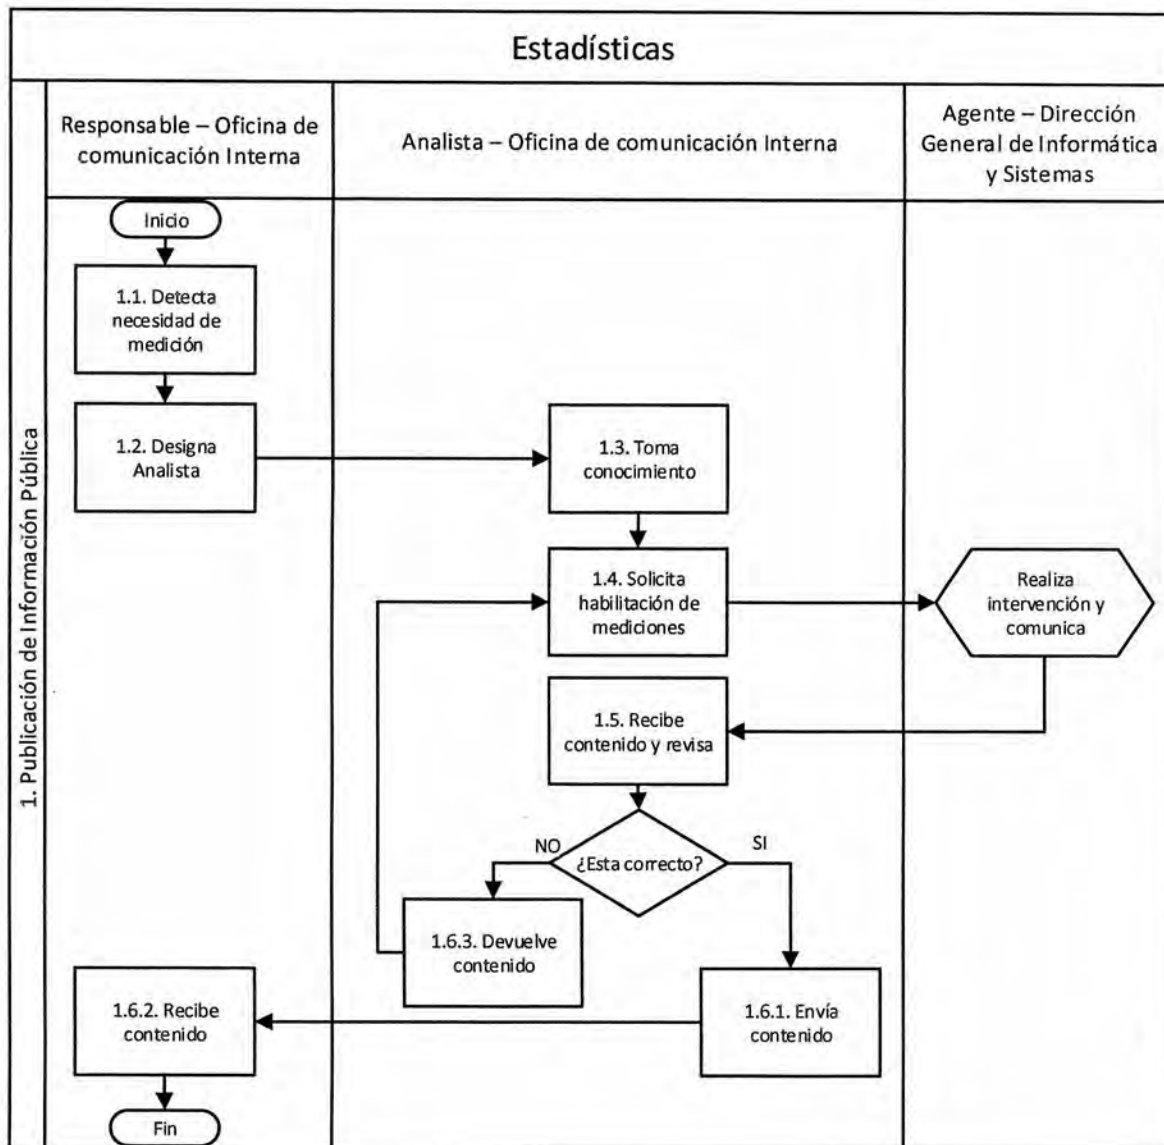 Estadísticas
Responsable – Oficina de
comunicación Interna
Analista – Oficina de comunicación Interna
Agente – Dirección
General de Informática
y Sistemas
1. Publicación de Información Pública
Inicio
1.1. Detecta
necesidad de
medición
1.2. Designa
Analista
1.3. Toma
conocimiento
1.4. Solicita
habilitación de
mediciones
Realiza
intervención y
comunica
1.5. Recibe
contenido y revisa
¿Esta correcto?
NO
SI
1.6.3. Devuelve
contenido
1.6.1. Envía
contenido
1.6.2. Recibe
contenido
Fin